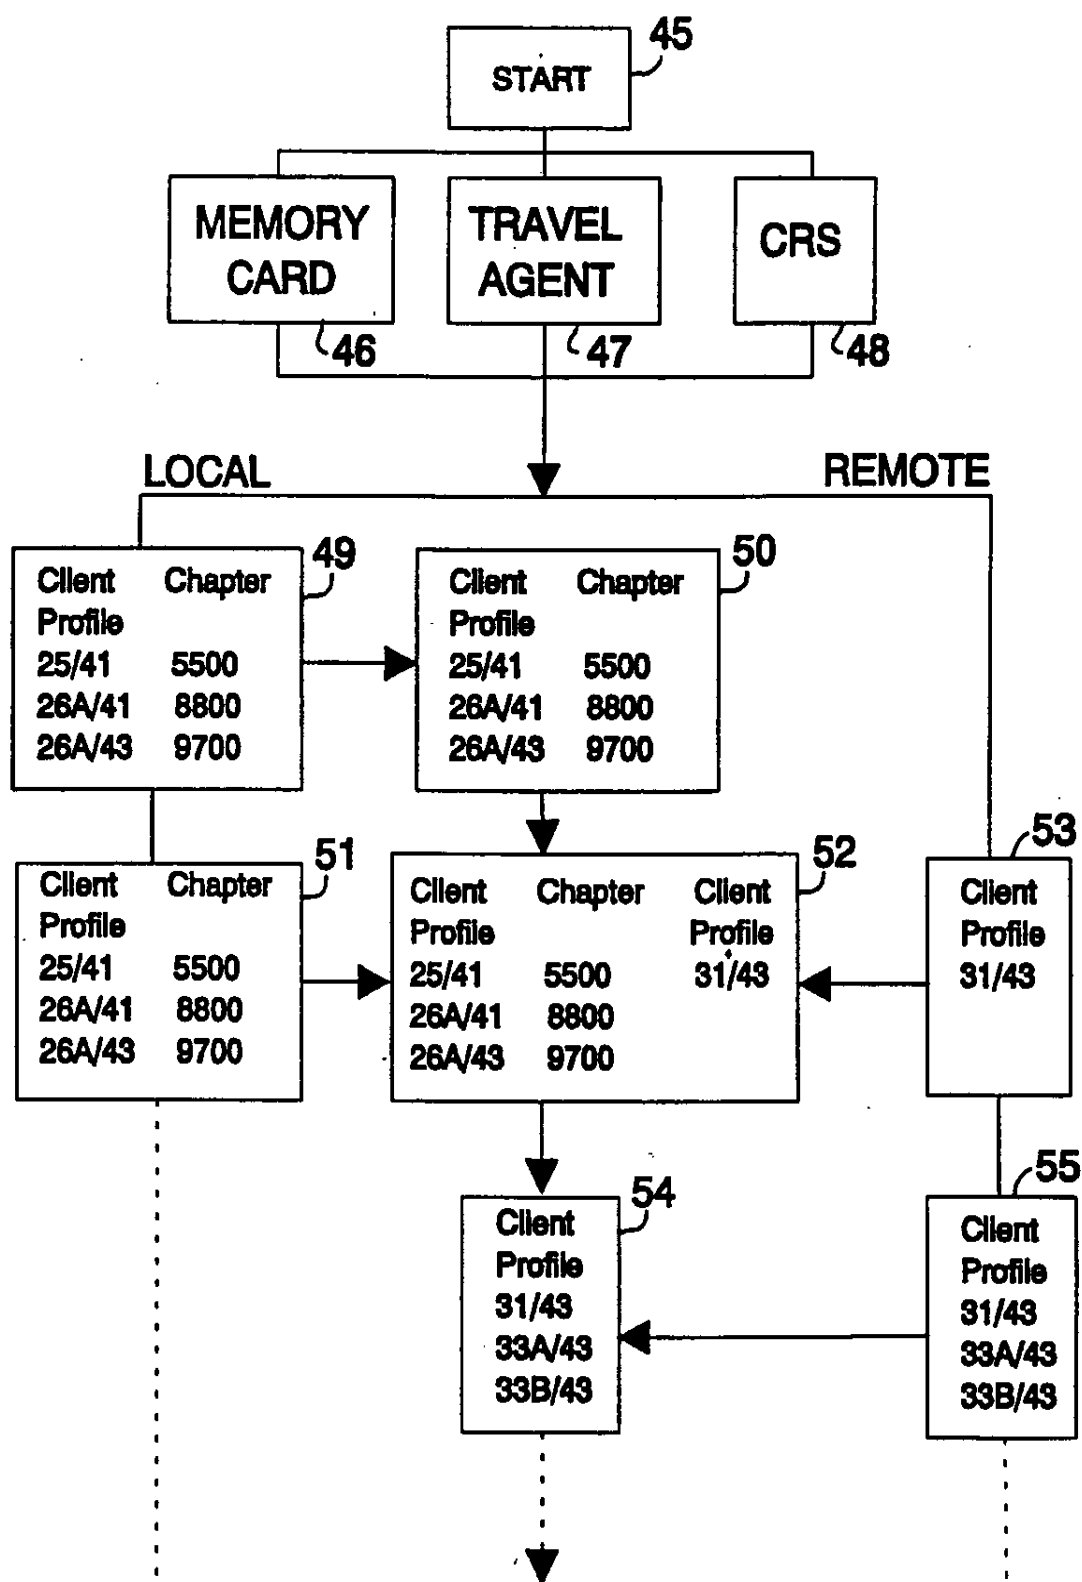 45
START
MEMORY
CARD
46
TRAVEL
AGENT
47
CRS
48
LOCAL
REMOTE
49
Client Chapter
Profile
25/41 5500
26A/41 8800
26A/43 9700
50
Client Chapter
Profile
25/41 5500
26A/41 8800
26A/43 9700
51
Client Chapter
Profile
25/41 5500
26A/41 8800
26A/43 9700
52
Client Chapter Client
Profile Profile
25/41 5500 31/43
26A/41 8800
26A/43 9700
53
Client
Profile
31/43
54
Client
Profile
31/43
33A/43
33B/43
55
Client
Profile
31/43
33A/43
33B/43